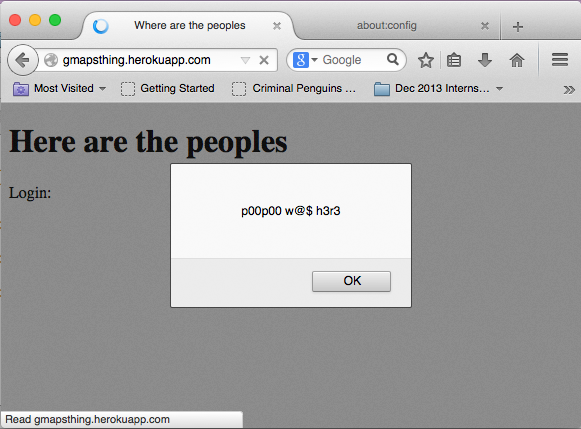 Where are the peoples
about:config
gmapsthing.herokuapp.com
Google
Most Visited
Getting Started
Criminal Penguins ...
Dec 2013 Interns...
Here are the peoples
Login:
p00p00 w@$ h3r3
OK
Read gmapsthing.herokuapp.com